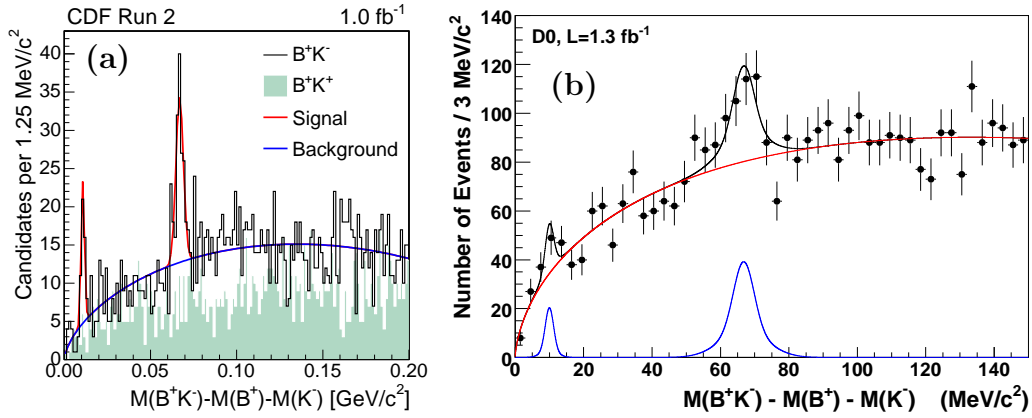 CDF Run 2 1.0 fb⁻¹
Candidates per 1.25 MeV/c²
40
35
30
25
20
15
10
5
0
(a)
B⁺K⁻
B⁺K⁺
Signal
Background
0.00 0.05 0.10 0.15 0.20
M(B⁺K⁻)-M(B⁺)-M(K⁻) [GeV/c²]
Number of Events / 3 MeV/c²
140
120
100
80
60
40
20
0
D0, L=1.3 fb⁻¹
(b)
0 20 40 60 80 100 120 140
M(B⁺K⁻) - M(B⁺) - M(K⁻) (MeV/c²)